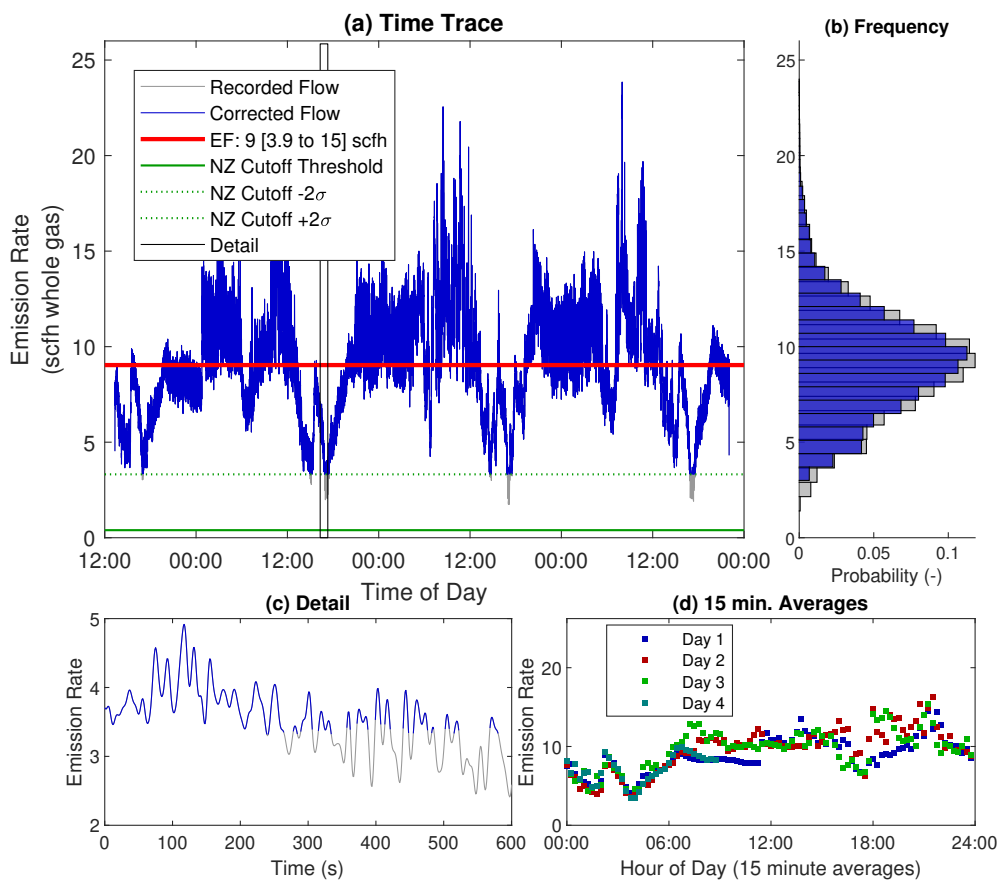 (a) Time Trace
Emission Rate
(scfh whole gas)
25
20
15
10
5
0
Recorded Flow
Corrected Flow
EF: 9 [3.9 to 15] scfh
NZ Cutoff Threshold
NZ Cutoff -2σ
NZ Cutoff +2σ
Detail
12:00 00:00 12:00 00:00 12:00 00:00 12:00 00:00
Time of Day
(b) Frequency
25
20
15
10
5
0
0 0.05 0.1
Probability (-)
(c) Detail
Emission Rate
5
4
3
2
0 100 200 300 400 500 600
Time (s)
(d) 15 min. Averages
Emission Rate
20
10
0
Day 1
Day 2
Day 3
Day 4
00:00 06:00 12:00 18:00 24:00
Hour of Day (15 minute averages)